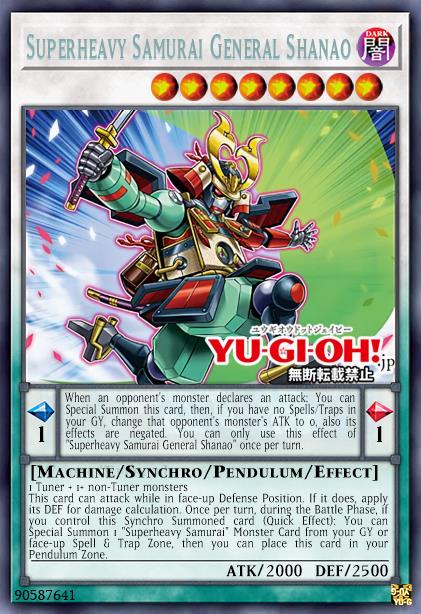 Superheavy Samurai General Shanao
DARK
闇
ユウギオウドットジェイピー
YU-GI-OH!.jp
無断転載禁止
When an opponent's monster declares an attack: You can
Special Summon this card, then, if you have no Spells/Traps in
your GY, change that opponent's monster's ATK to 0, also its
effects are negated. You can only use this effect of
"Superheavy Samurai General Shanao" once per turn.
1
1
[Machine/Synchro/Pendulum/Effect]
1 Tuner + 1+ non-Tuner monsters
This card can attack while in face-up Defense Position. If it does, apply
its DEF for damage calculation. Once per turn, during the Battle Phase, if
you control this Synchro Summoned card (Quick Effect): You can
Special Summon 1 "Superheavy Samurai" Monster Card from your GY or
face-up Spell & Trap Zone, then you can place this card in your
Pendulum Zone.
ATK/2000 DEF/2500
90587641